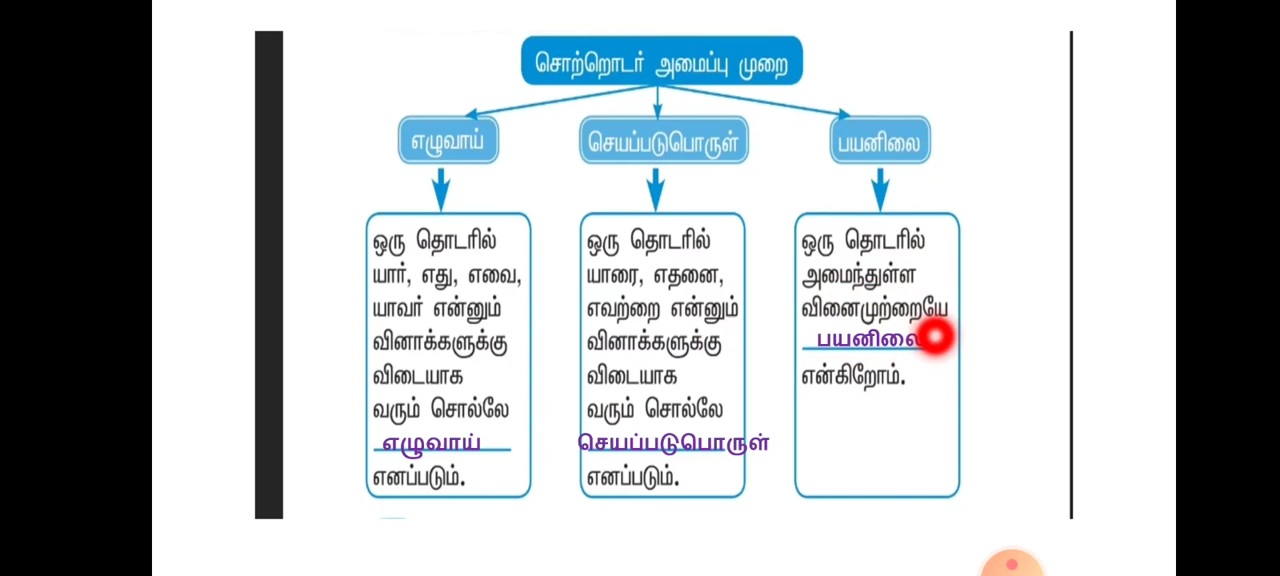 சொற்றொடர் அமைப்பு முறை
எழுவாய்
செயப்படுபொருள்
பயனிலை
ஒரு தொடரில்
யார், எது, எவை,
யாவர் என்னும்
வினாக்களுக்கு
விடையாக
வரும் சொல்லே
எழுவாய்
எனப்படும்.
ஒரு தொடரில்
யாரை, எதனை,
எவற்றை என்னும்
வினாக்களுக்கு
விடையாக
வரும் சொல்லே
செயப்படுபொருள்
எனப்படும்.
ஒரு தொடரில்
அமைந்துள்ள
வினைமுற்றையே
பயனிலை
என்கிறோம்.